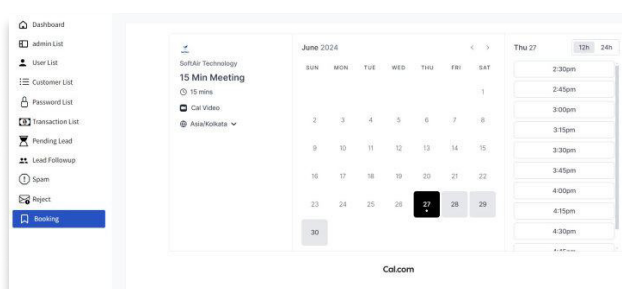 Dashboard
admin List
User List
Customer List
Password List
Transaction List
Pending Lead
Lead Followup
Spam
Reject
Booking
SoftAir Technology
15 Min Meeting
15 mins
Cal Video
Asia/Kolkata
June 2024
SUN MON TUE WED THU FRI SAT
1
2 3 4 5 6 7 8
9 10 11 12 13 14 15
16 17 18 19 20 21 22
23 24 25 26 27 28 29
30
Thu 27 12h 24h
2:30pm
2:45pm
3:00pm
3:15pm
3:30pm
3:45pm
4:00pm
4:15pm
4:30pm
Cal.com